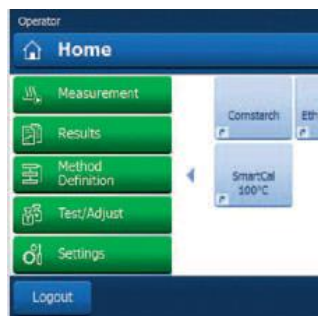 Operator
Home
Measurement
Results
Method
Definition
Test/Adjust
Settings
Cornstarch
Eth
SmartCal
100°C
Logout